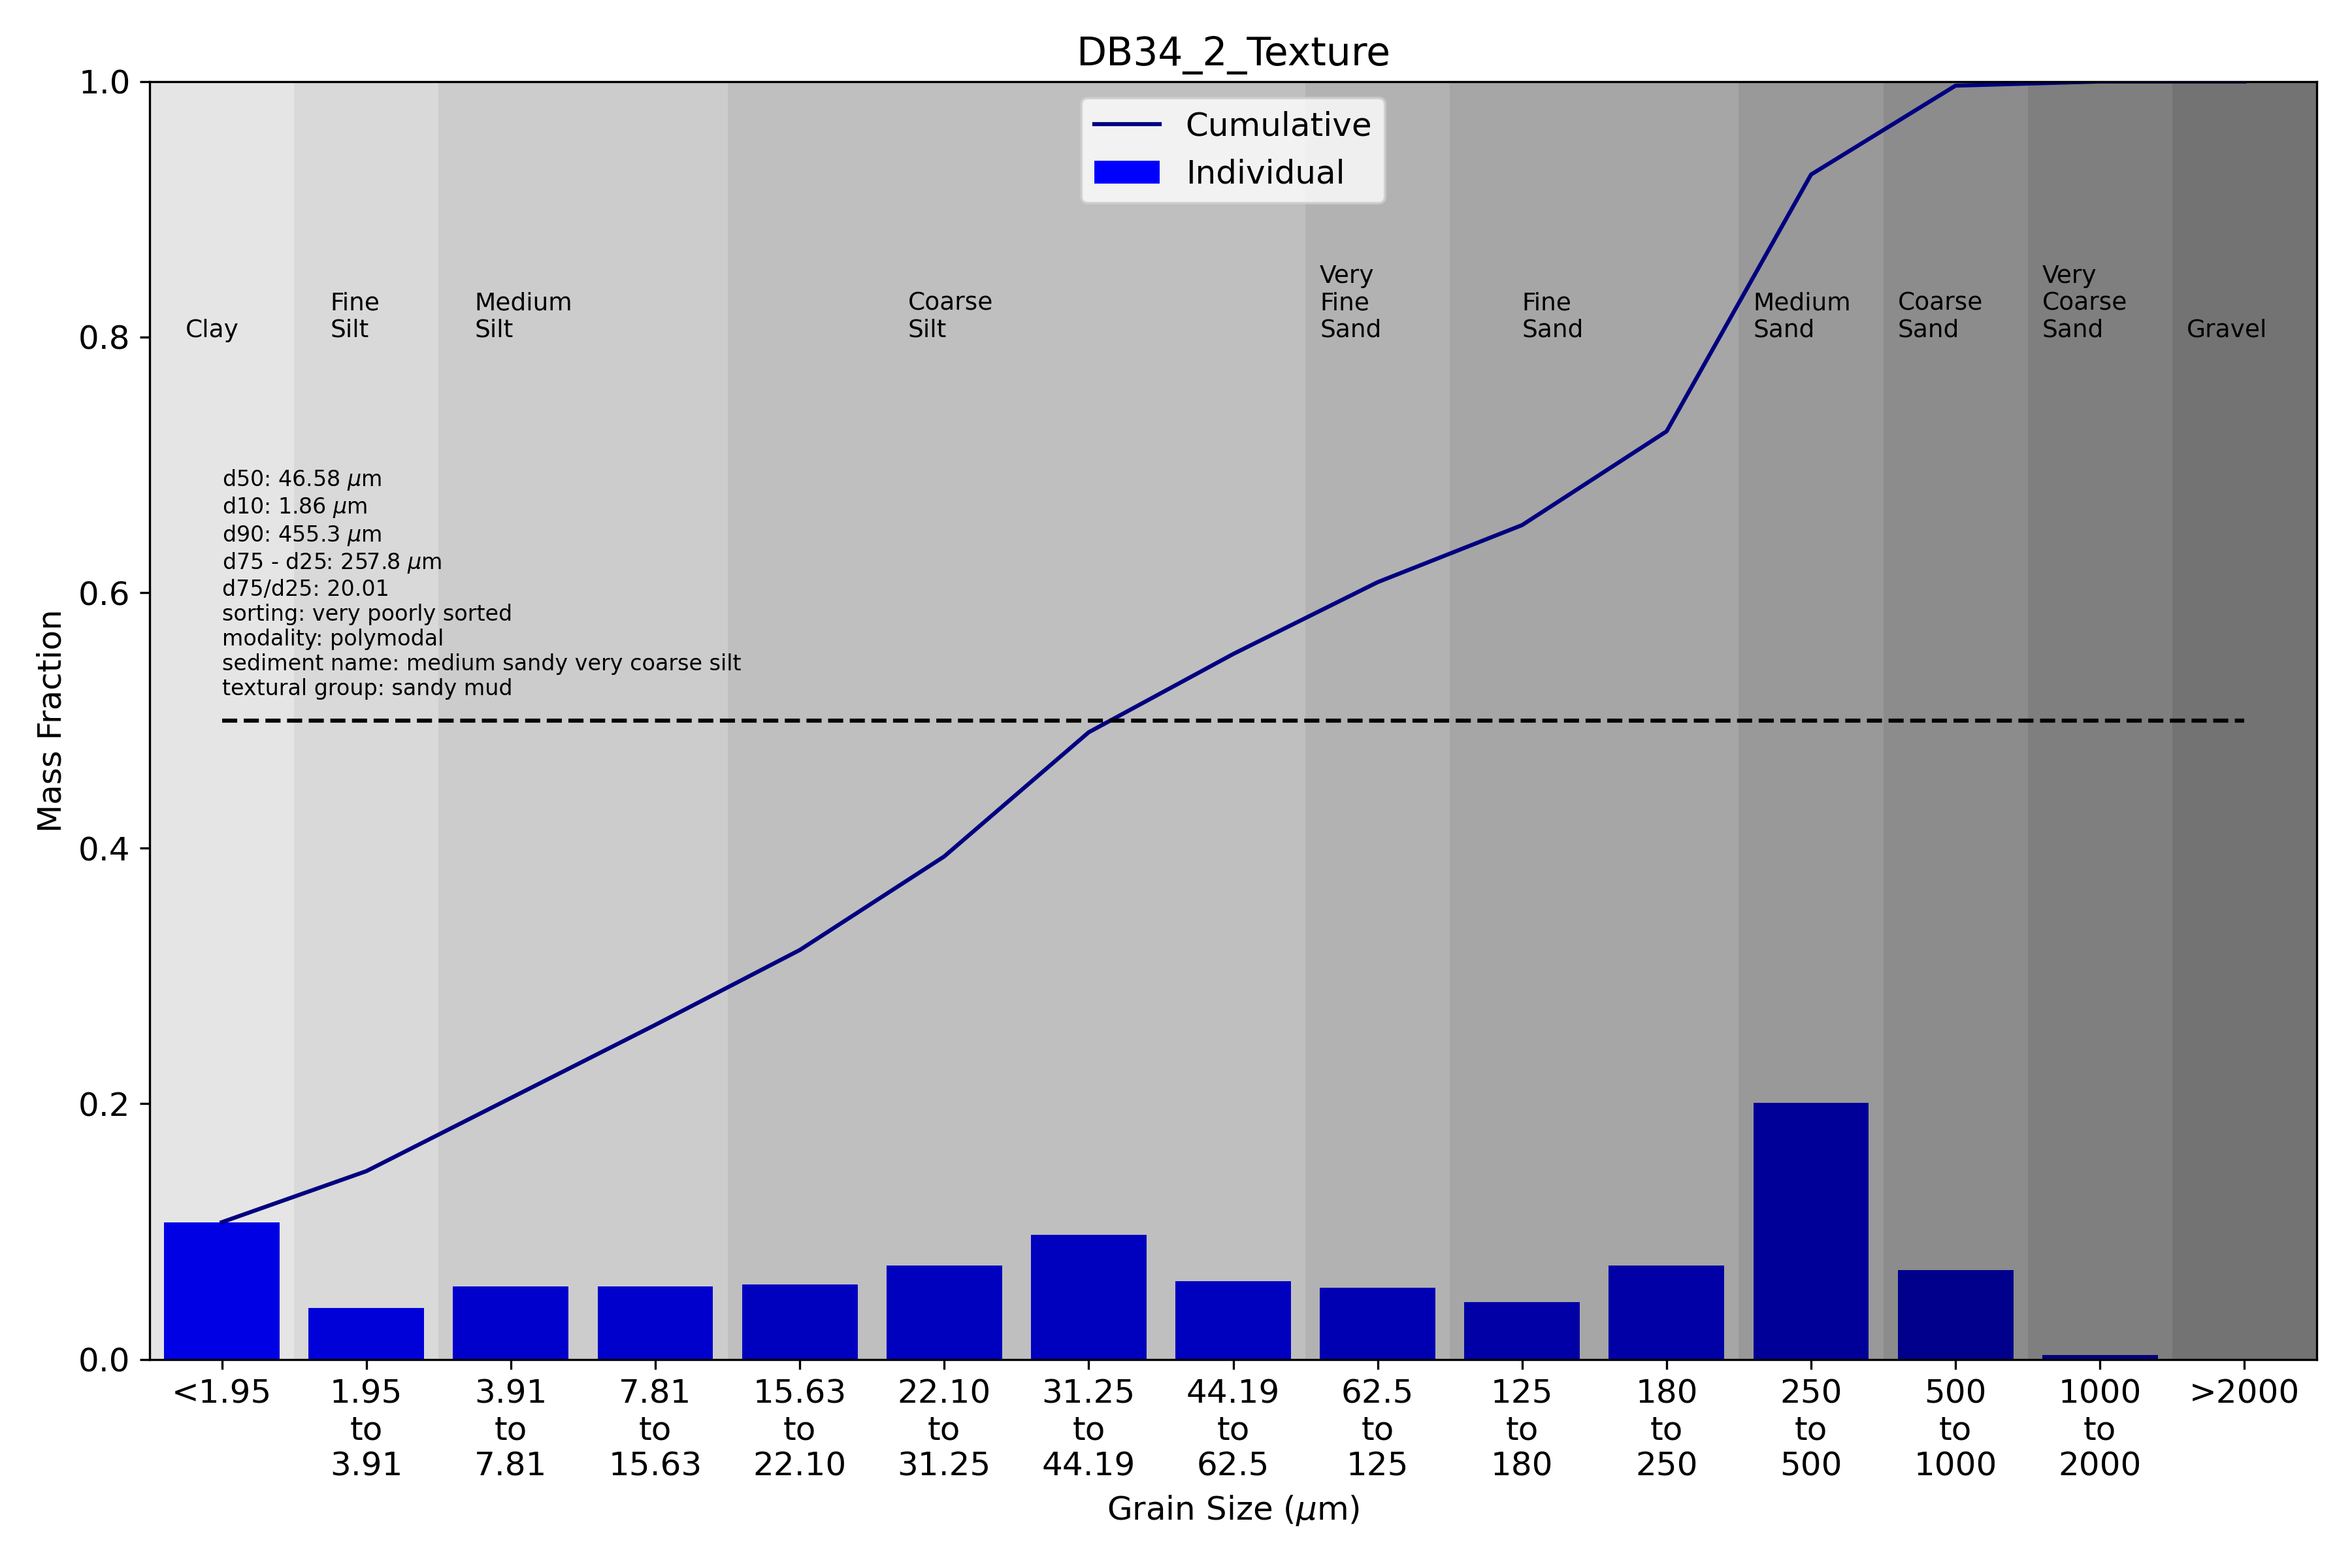 DB34_2_Texture
Cumulative
Individual
Clay
Fine
Silt
Medium
Silt
Coarse
Silt
Very
Fine
Sand
Fine
Sand
Medium
Sand
Coarse
Sand
Very
Coarse
Sand
Gravel
d50: 46.58 μm
d10: 1.86 μm
d90: 455.3 μm
d75 - d25: 257.8 μm
d75/d25: 20.01
sorting: very poorly sorted
modality: polymodal
sediment name: medium sandy very coarse silt
textural group: sandy mud
Mass Fraction
1.0
0.8
0.6
0.4
0.2
0.0
<1.95
1.95
to
3.91
3.91
to
7.81
7.81
to
15.63
15.63
to
22.10
22.10
to
31.25
31.25
to
44.19
44.19
to
62.5
62.5
to
125
125
to
180
180
to
250
250
to
500
500
to
1000
1000
to
2000
>2000
Grain Size (μm)